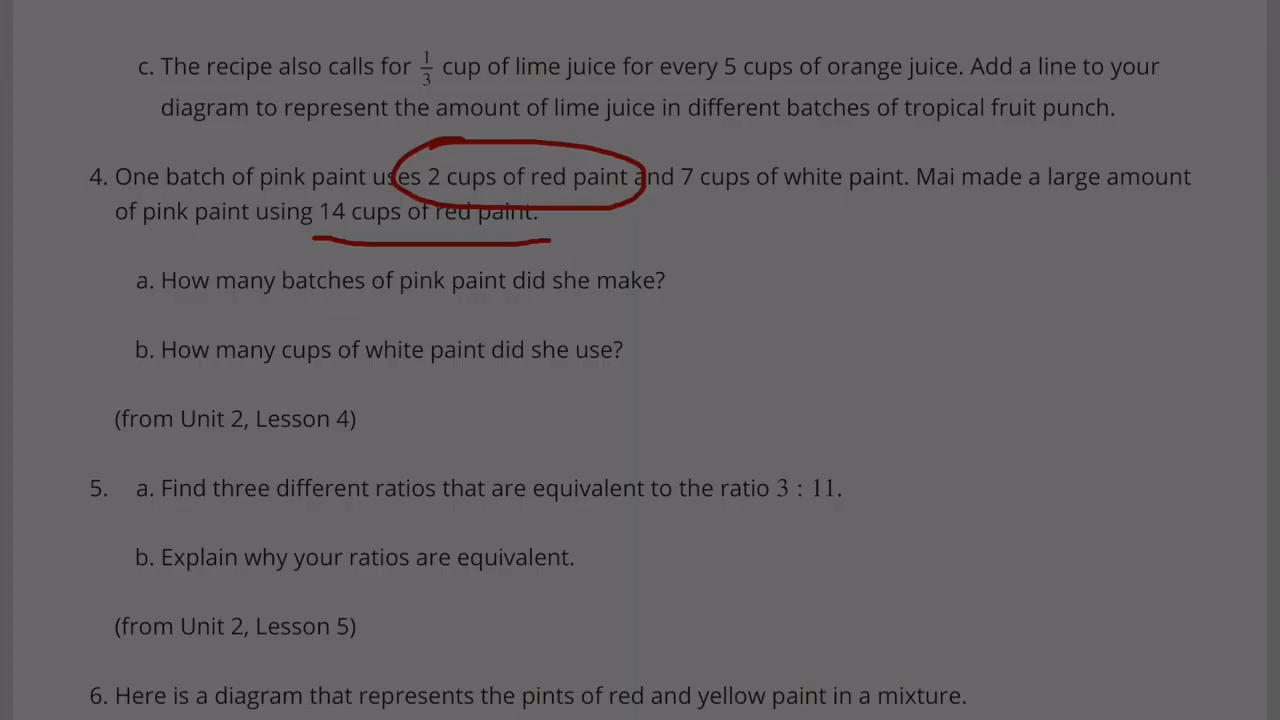 c. The recipe also calls for 1/3 cup of lime juice for every 5 cups of orange juice. Add a line to your
diagram to represent the amount of lime juice in different batches of tropical fruit punch.
4. One batch of pink paint uses 2 cups of red paint and 7 cups of white paint. Mai made a large amount
of pink paint using 14 cups of red paint.
a. How many batches of pink paint did she make?
b. How many cups of white paint did she use?
(from Unit 2, Lesson 4)
5. a. Find three different ratios that are equivalent to the ratio 3 : 11.
b. Explain why your ratios are equivalent.
(from Unit 2, Lesson 5)
6. Here is a diagram that represents the pints of red and yellow paint in a mixture.